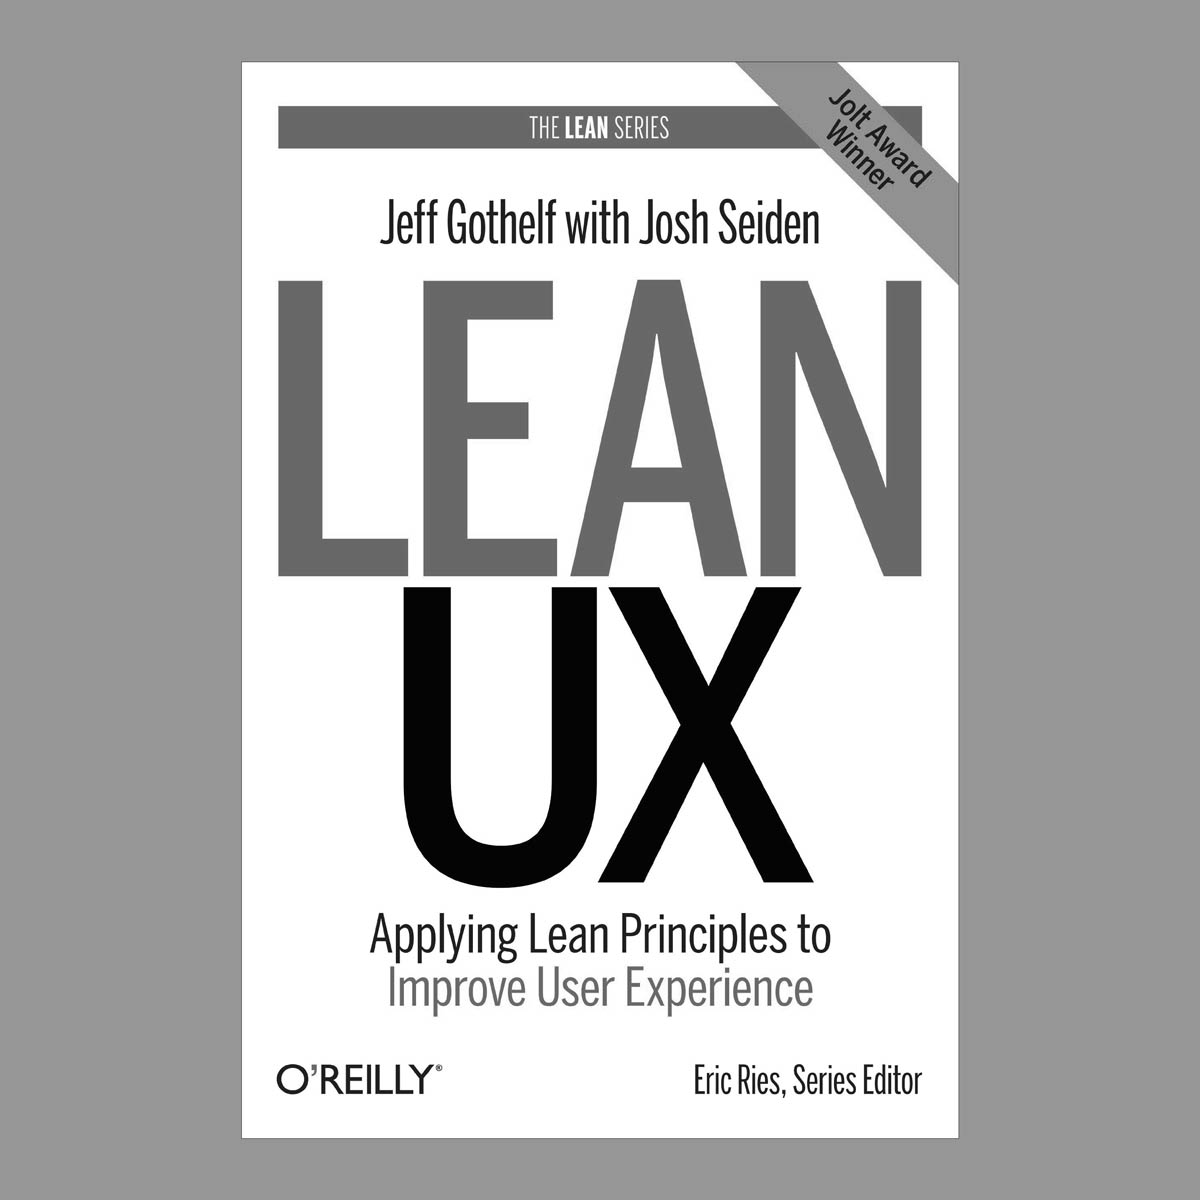 THE LEAN SERIES
Jolt Award
Winner
Jeff Gothelf with Josh Seiden
LEAN
UX
Applying Lean Principles to
Improve User Experience
O'REILLY®
Eric Ries, Series Editor